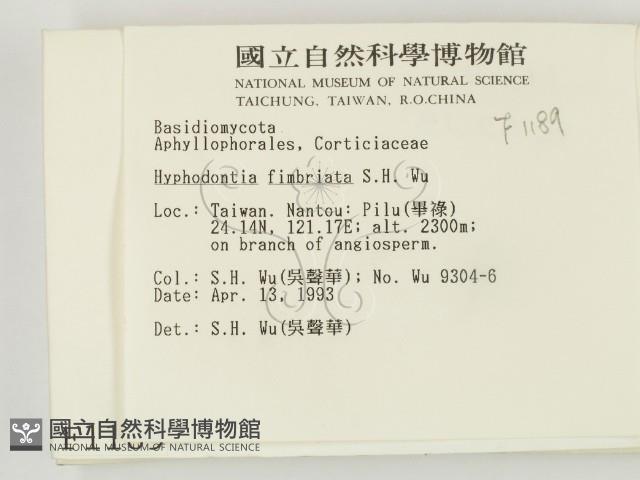 國立自然科學博物館
NATIONAL MUSEUM OF NATURAL SCIENCE
TAICHUNG, TAIWAN, R.O.CHINA
F1189
Basidiomycota
Aphyllophorales, Corticiaceae
Hyphodontia fimbriata S.H. Wu
Loc.: Taiwan. Nantou: Pilu(畢祿)
24.14N, 121.17E; alt. 2300m;
on branch of angiosperm.
Col.: S.H. Wu(吳聲華); No. Wu 9304-6
Date: Apr. 13, 1993
Det.: S.H. Wu(吳聲華)
國立自然科學博物館
NATIONAL MUSEUM OF NATURAL SCIENCE